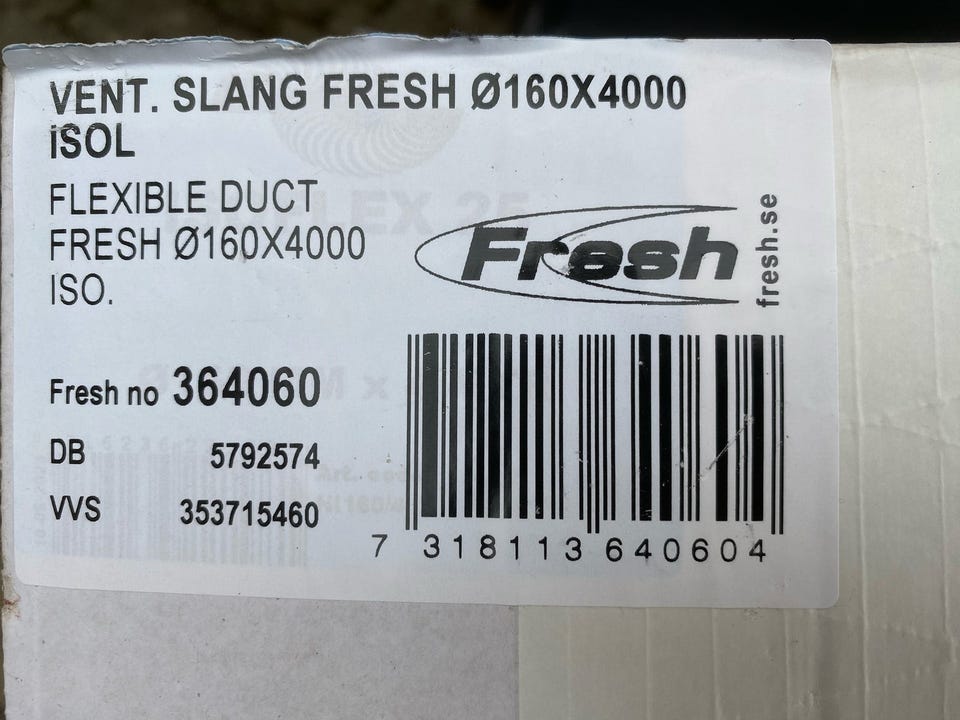 VENT. SLANG FRESH Ø160X4000
ISOL
FLEXIBLE DUCT
FRESH Ø160X4000
ISO.
Fresh
fresh.se
Fresh no 364060
DB 5792574
VVS 353715460
7 318113 640604